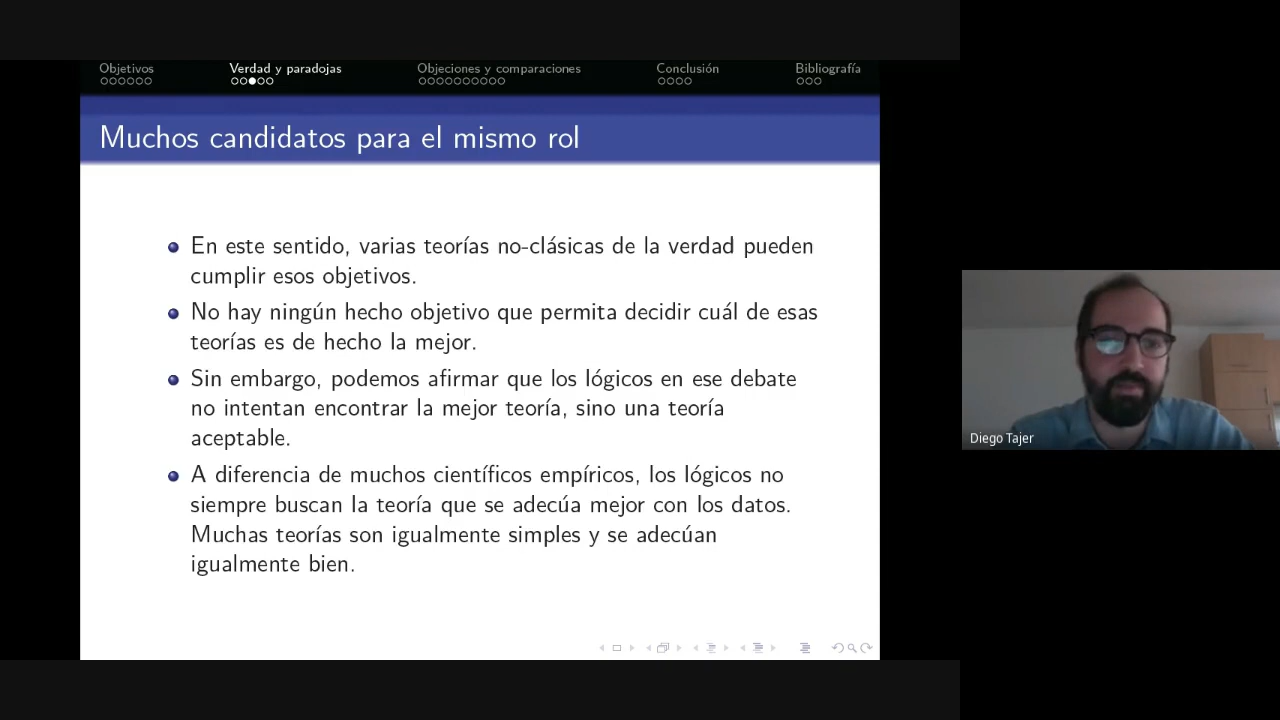 Objetivos
Verdad y paradojas
Objeciones y comparaciones
Conclusión
Bibliografía
Muchos candidatos para el mismo rol
En este sentido, varias teorías no-clásicas de la verdad pueden
cumplir esos objetivos.
No hay ningún hecho objetivo que permita decidir cuál de esas
teorías es de hecho la mejor.
Sin embargo, podemos afirmar que los lógicos en ese debate
no intentan encontrar la mejor teoría, sino una teoría
aceptable.
A diferencia de muchos científicos empíricos, los lógicos no
siempre buscan la teoría que se adecúa mejor con los datos.
Muchas teorías son igualmente simples y se adecúan
igualmente bien.
Diego Tajer